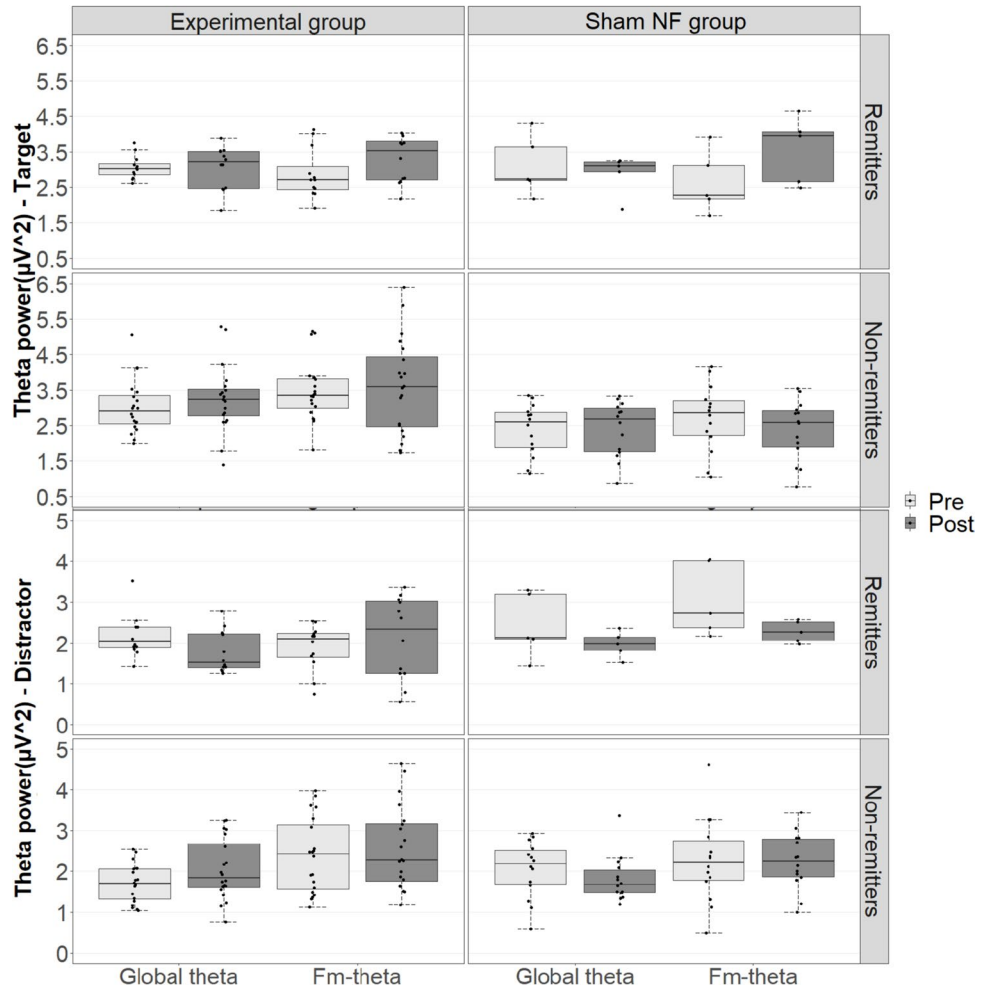 Experimental group
Sham NF group
Theta power(µV^2) - Target
6.5
5.5
4.5
3.5
2.5
1.5
0.5
Remitters
6.5
5.5
4.5
3.5
2.5
1.5
0.5
Non-remitters
Pre
Post
Theta power(µV^2) - Distractor
5
4
3
2
1
0
Remitters
5
4
3
2
1
0
Non-remitters
Global theta
Fm-theta
Global theta
Fm-theta